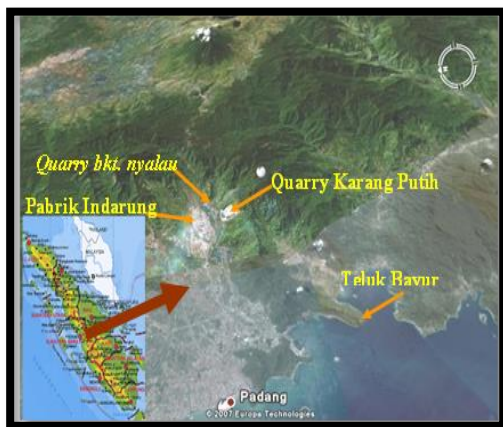 Quarry bkt. nyalau
Quarry Karang Putih
Pabrik Indarung
Teluk Bayur
Padang
© 2007 Europa Technologies